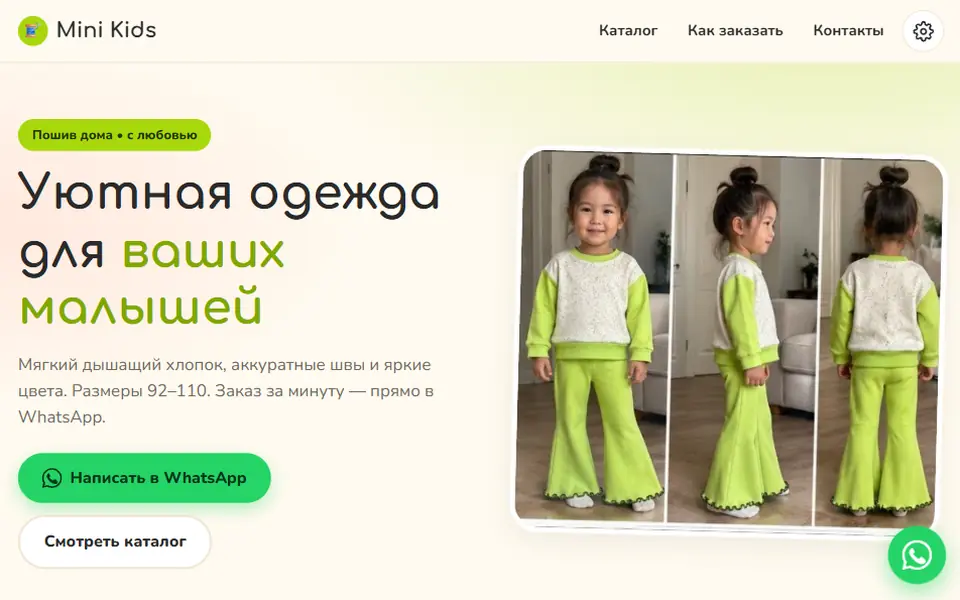 Mini Kids
Каталог
Как заказать
Контакты
Пошив дома • с любовью
Уютная одежда
для ваших
малышей
Мягкий дышащий хлопок, аккуратные швы и яркие
цвета. Размеры 92–110. Заказ за минуту — прямо в
WhatsApp.
Написать в WhatsApp
Смотреть каталог